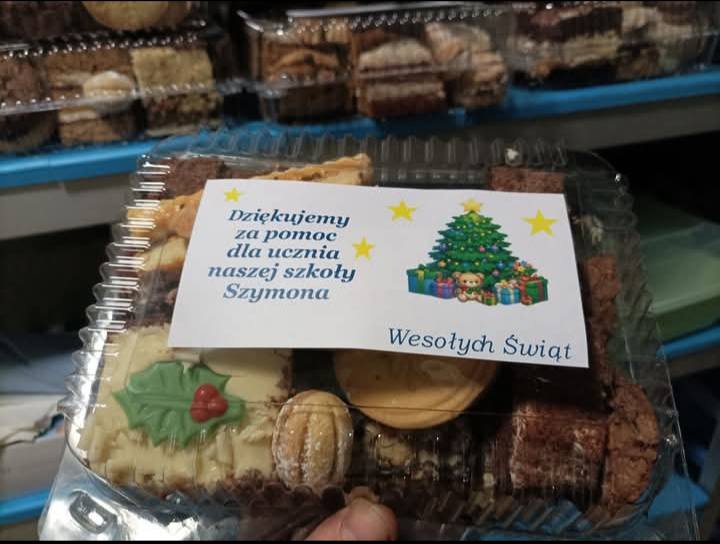 Dziękujemy
za pomoc
dla ucznia
naszej szkoły
Szymona
Wesołych Świąt